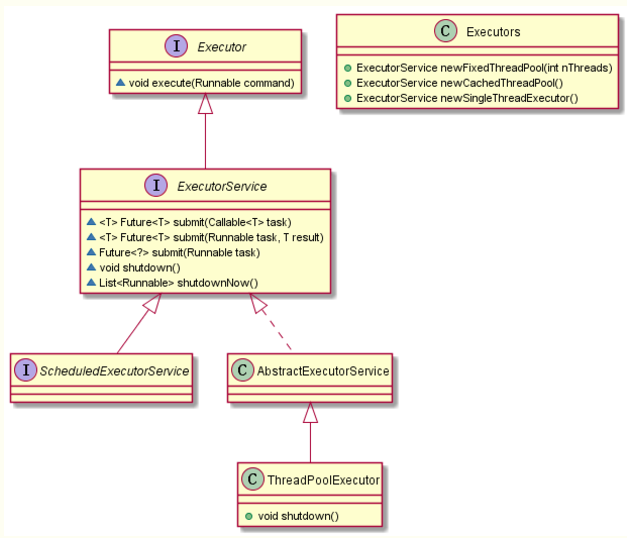 I Executor
void execute(Runnable command)
C Executors
ExecutorService newFixedThreadPool(int nThreads)
ExecutorService newCachedThreadPool()
ExecutorService newSingleThreadExecutor()
I ExecutorService
<T> Future<T> submit(Callable<T> task)
<T> Future<T> submit(Runnable task, T result)
Future<?> submit(Runnable task)
void shutdown()
List<Runnable> shutdownNow()
I ScheduledExecutorService
C AbstractExecutorService
C ThreadPoolExecutor
void shutdown()